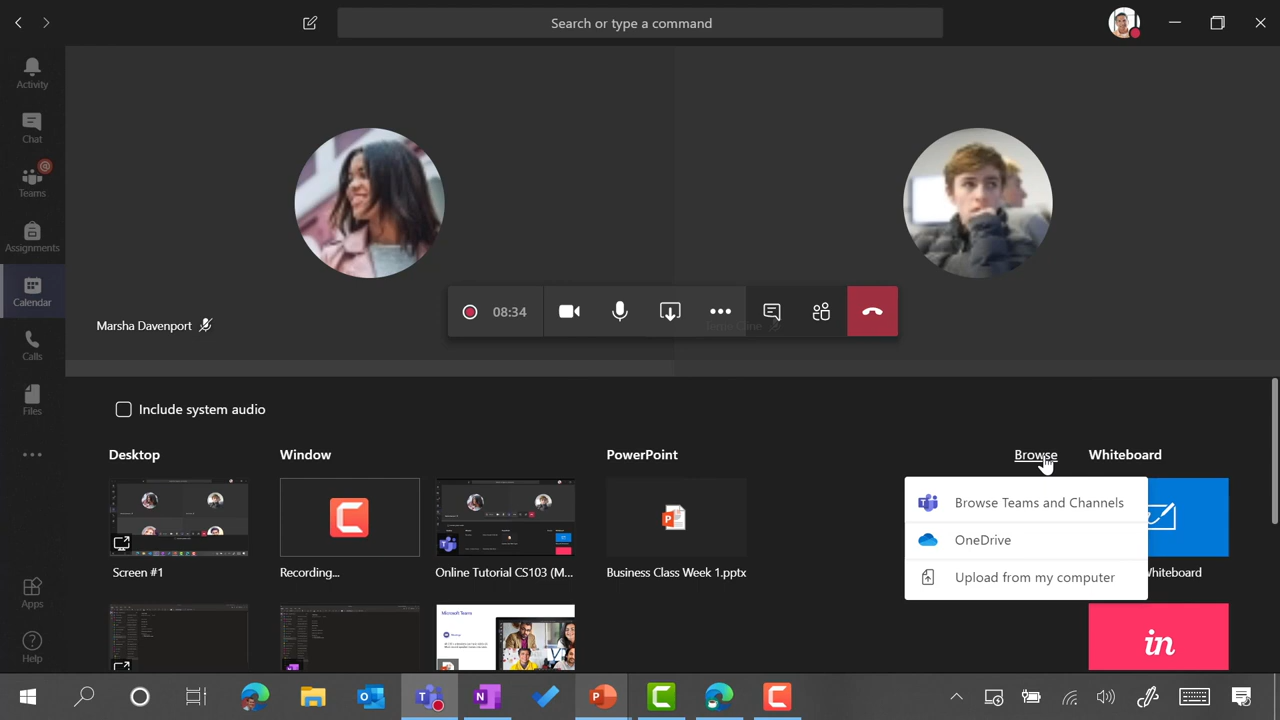 Search or type a command
Activity
Chat
Teams
Assignments
Calendar
Calls
Files
Apps
Help
08:34
Marsha Davenport
Include system audio
Desktop
Window
PowerPoint
Browse
Whiteboard
Browse Teams and Channels
OneDrive
Upload from my computer
Screen #1
Recording...
Online Tutorial CS103 (M...
Business Class Week 1.pptx
Whiteboard
Microsoft Teams
in